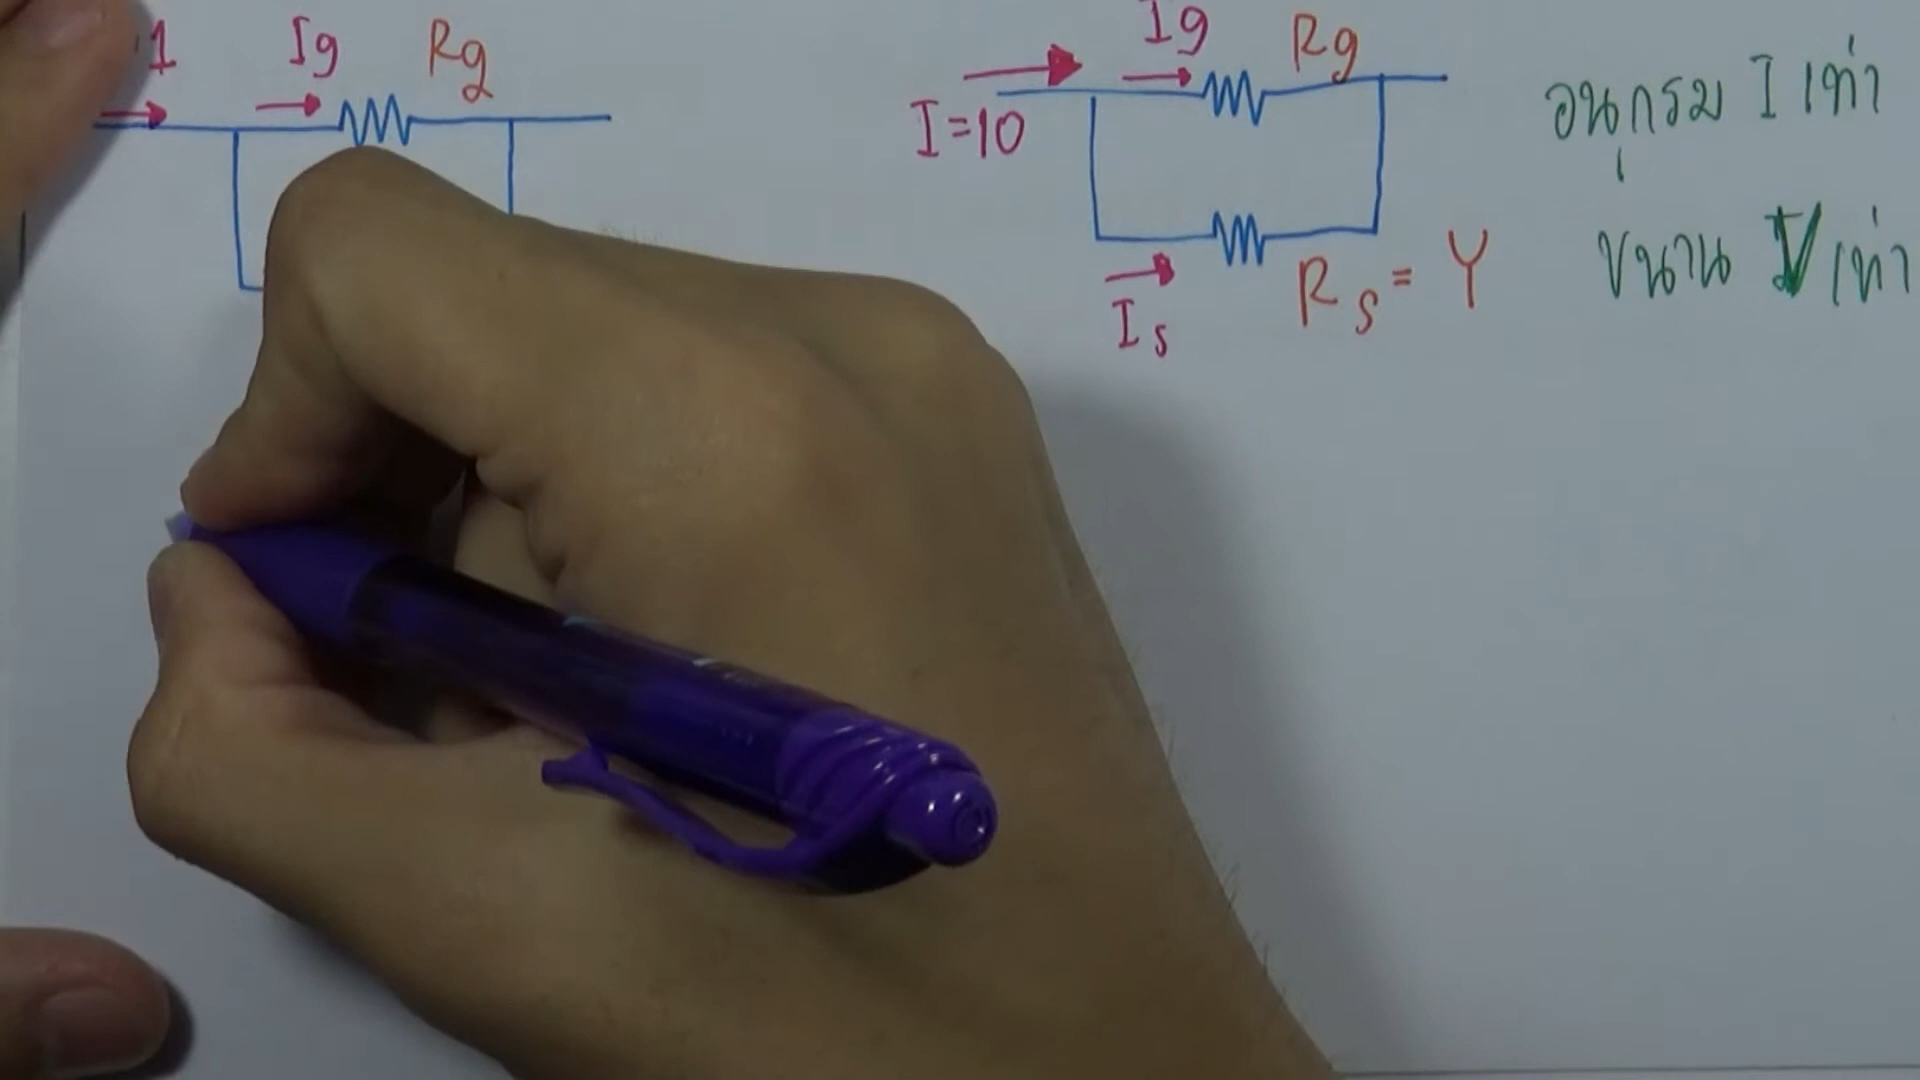 1
Ig
Rg
Ig
Rg
I=10
Is
Rs = Y
อนุกรม I เท่า
ขนาน V เท่า